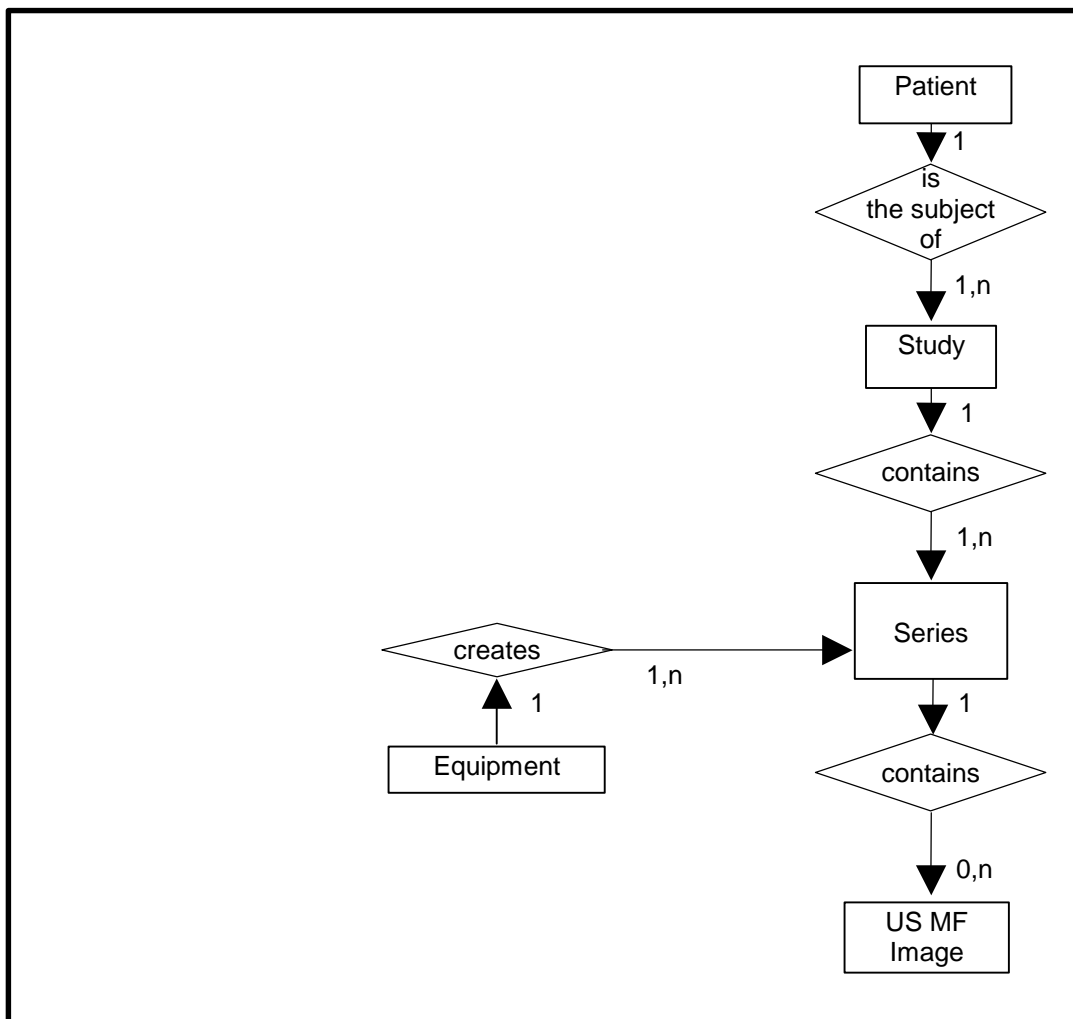 Patient
1
is
the subject
of
1,n
Study
1
contains
1,n
Series
creates
1,n
1
1
Equipment
contains
0,n
US MF
Image